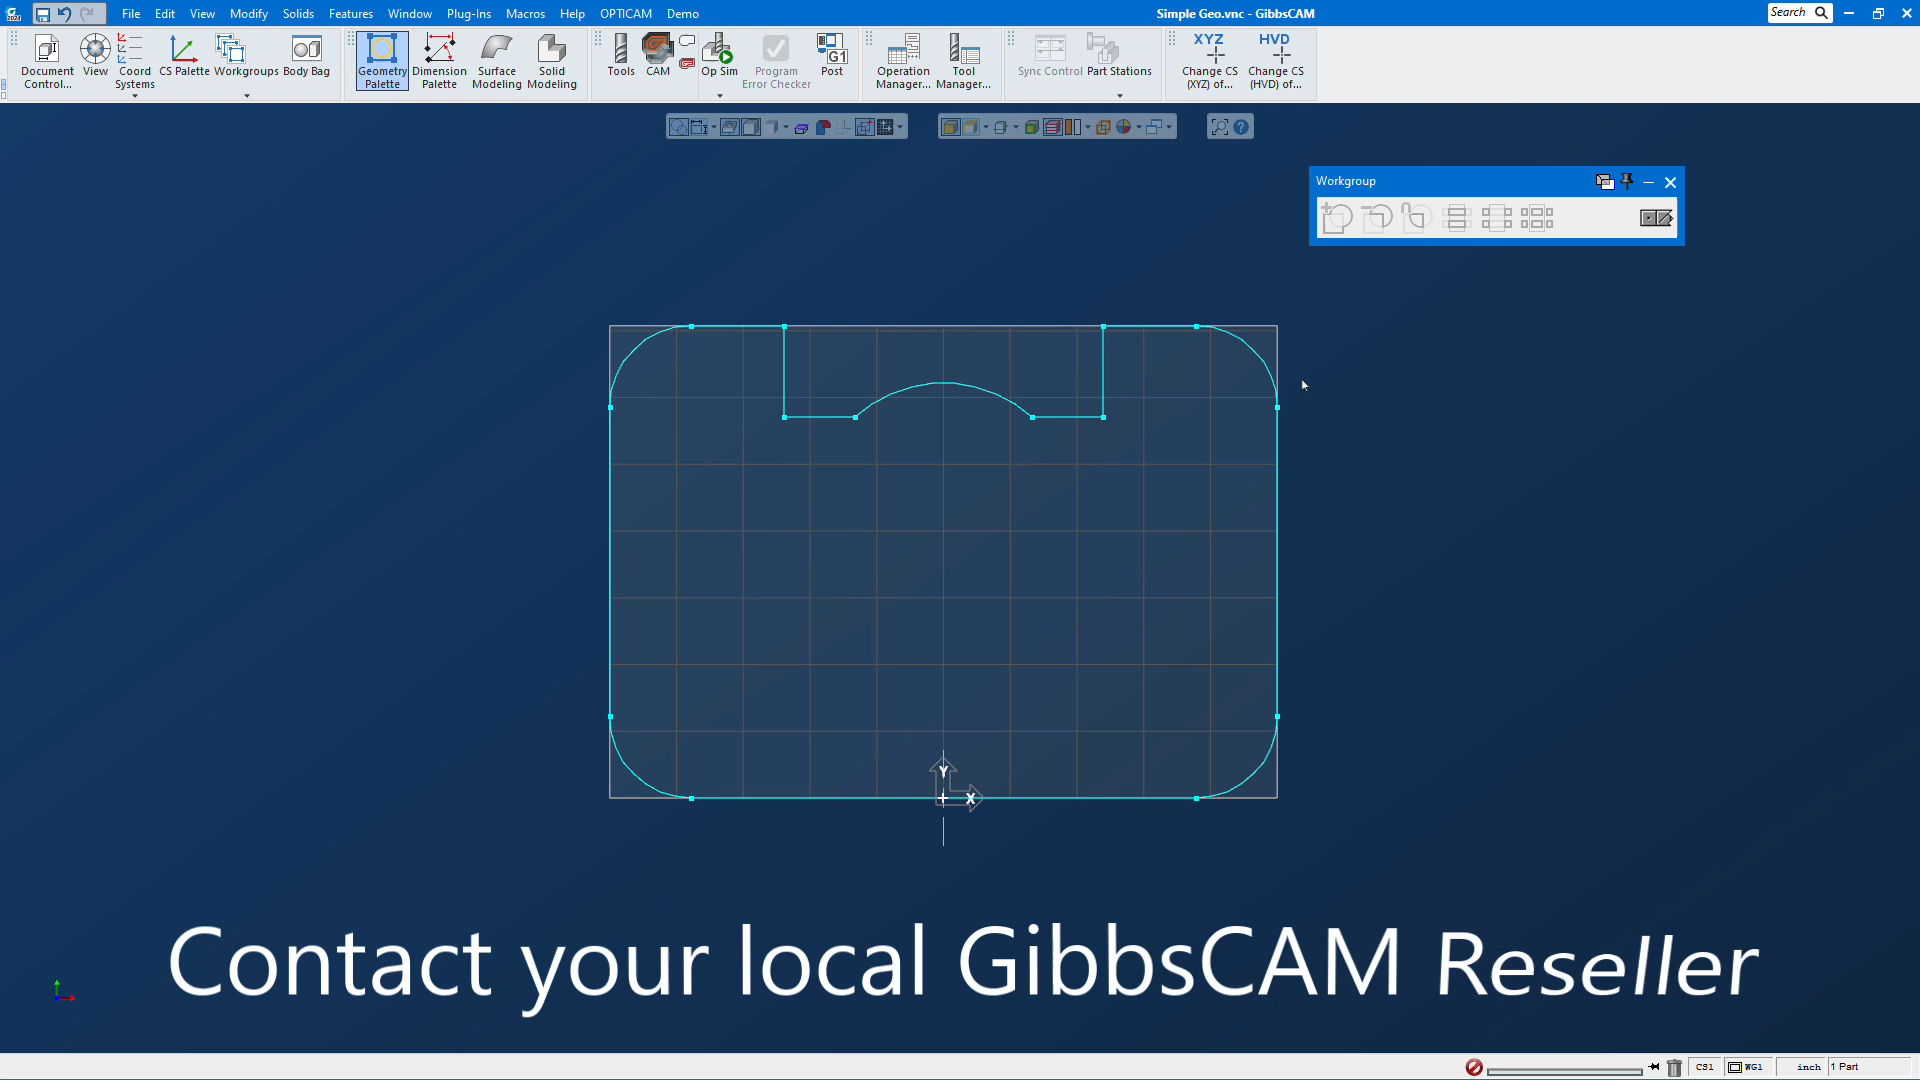 2024 File Edit View Modify Solids Features Window Plug-Ins Macros Help OPTICAM Demo Simple Geo.vnc - GibbsCAM Search
XYZ HVD
G1
Document Control... View Coord Systems CS Palette Workgroups Body Bag Geometry Palette Dimension Palette Surface Modeling Solid Modeling Tools CAM Op Sim Program Error Checker Post Operation Manager... Tool Manager... Sync Control Part Stations Change CS (XYZ) of... Change CS (HVD) of...
Workgroup
Y
X
Contact your local GibbsCAM Reseller
CS1 WG1 inch 1 Part